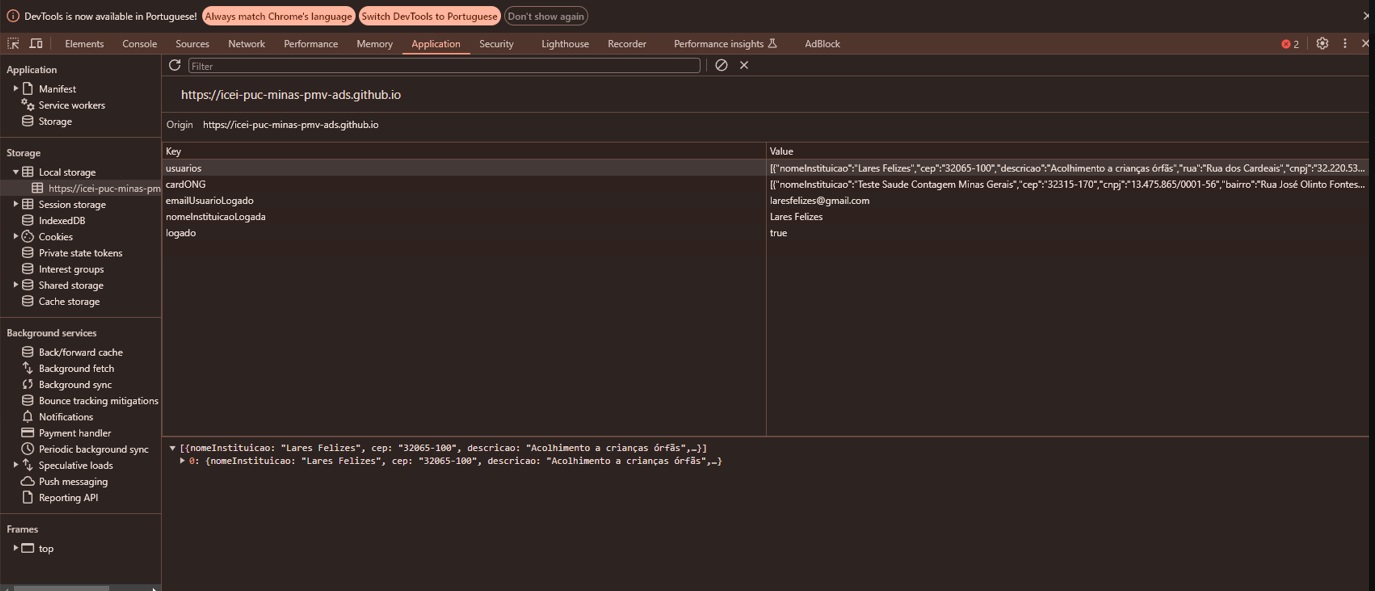 DevTools is now available in Portuguese! Always match Chrome's language Switch DevTools to Portuguese Don't show again
Elements Console Sources Network Performance Memory Application Security Lighthouse Recorder Performance insights AdBlock 2
Application
Manifest
Service workers
Storage
Storage
Local storage
https://icei-puc-minas-pm
Session storage
IndexedDB
Cookies
Private state tokens
Interest groups
Shared storage
Cache storage
Background services
Back/forward cache
Background fetch
Background sync
Bounce tracking mitigations
Notifications
Payment handler
Periodic background sync
Speculative loads
Push messaging
Reporting API
Frames
top
Filter
https://icei-puc-minas-pmv-ads.github.io
Origin https://icei-puc-minas-pmv-ads.github.io
Key Value
usuarios [{"nomeInstituicao":"Lares Felizes","cep":"32065-100","descricao":"Acolhimento a crianças órfãs","rua":"Rua dos Cardeais","cnpj":"32.220.53...
cardONG [{"nomeInstituicao":"Teste Saude Contagem Minas Gerais","cep":"32315-170","cnpj":"13.475.865/0001-56","bairro":"Rua José Olinto Fontes...
emailUsuarioLogado laresfelizes@gmail.com
nomeInstituicaoLogada Lares Felizes
logado true
[{nomeInstituicao: "Lares Felizes", cep: "32065-100", descricao: "Acolhimento a crianças órfãs",…}]
0: {nomeInstituicao: "Lares Felizes", cep: "32065-100", descricao: "Acolhimento a crianças órfãs",…}